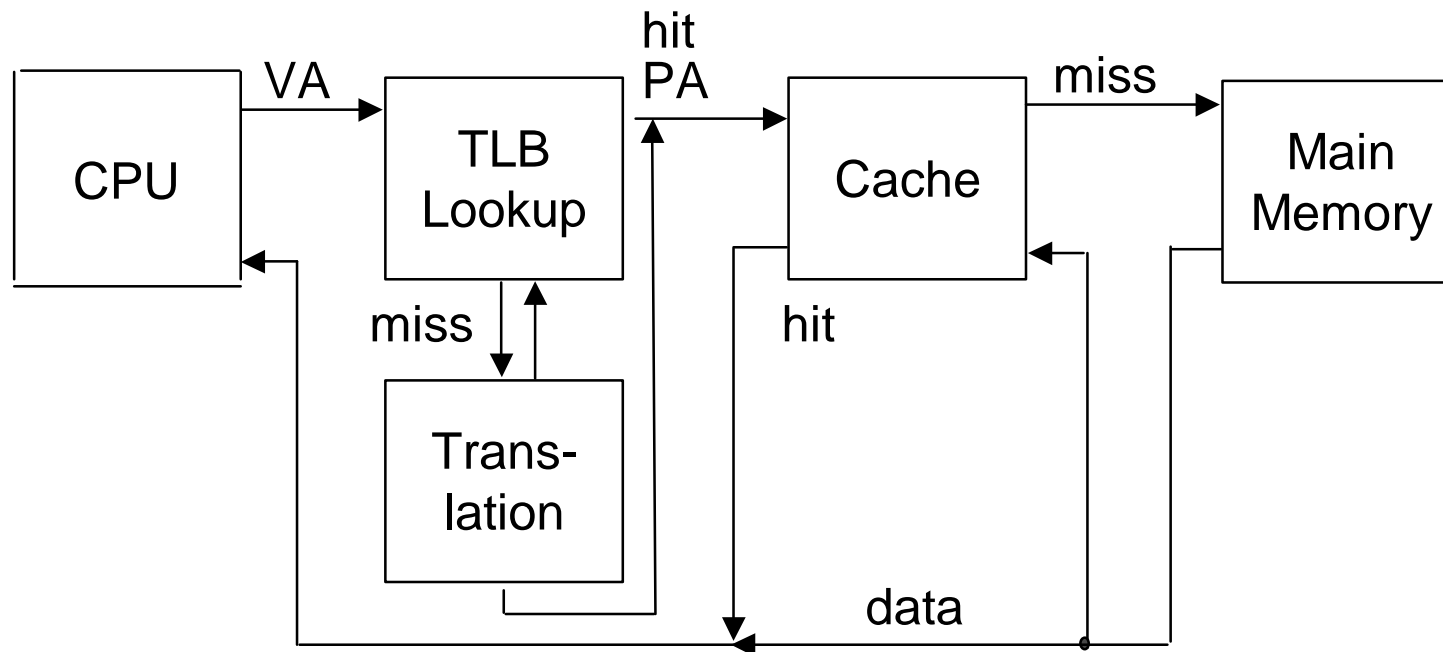 CPU
VA
TLB
Lookup
hit
PA
Cache
miss
Main
Memory
miss
hit
Trans-
lation
data